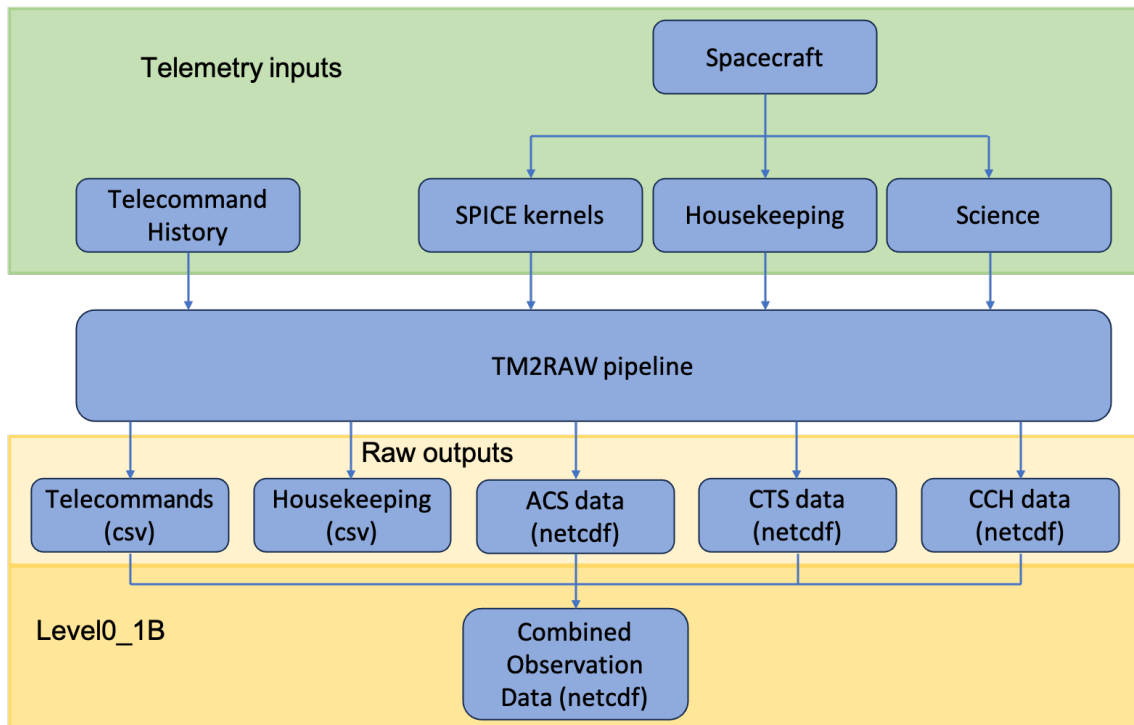 Telemetry inputs
Spacecraft
Telecommand
History
SPICE kernels
Housekeeping
Science
TM2RAW pipeline
Raw outputs
Telecommands
(csv)
Housekeeping
(csv)
ACS data
(netcdf)
CTS data
(netcdf)
CCH data
(netcdf)
Level0_1B
Combined
Observation
Data (netcdf)